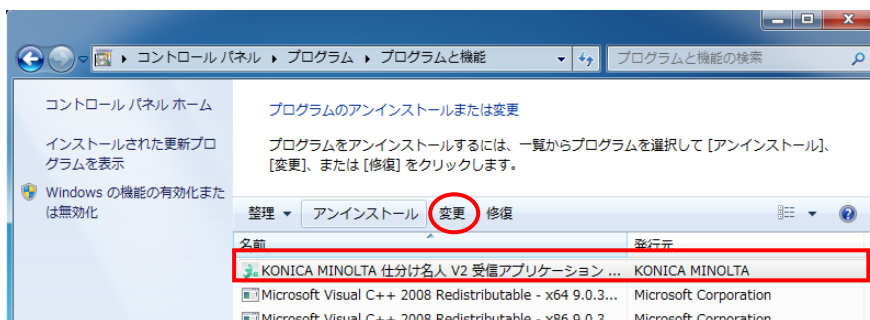 コントロール パネル ▸ プログラム ▸ プログラムと機能
プログラムと機能の検索
コントロール パネル ホーム
インストールされた更新プロ
グラムを表示
Windows の機能の有効化また
は無効化
プログラムのアンインストールまたは変更
プログラムをアンインストールするには、一覧からプログラムを選択して [アンインストール]、
[変更]、または [修復] をクリックします。
整理 ▼ アンインストール 変更 修復
名前 発行元
KONICA MINOLTA 仕分け名人 V2 受信アプリケーション ... KONICA MINOLTA
Microsoft Visual C++ 2008 Redistributable - x64 9.0.3... Microsoft Corporation
Microsoft Visual C++ 2008 Redistributable - x86 9.0.3... Microsoft Corporation